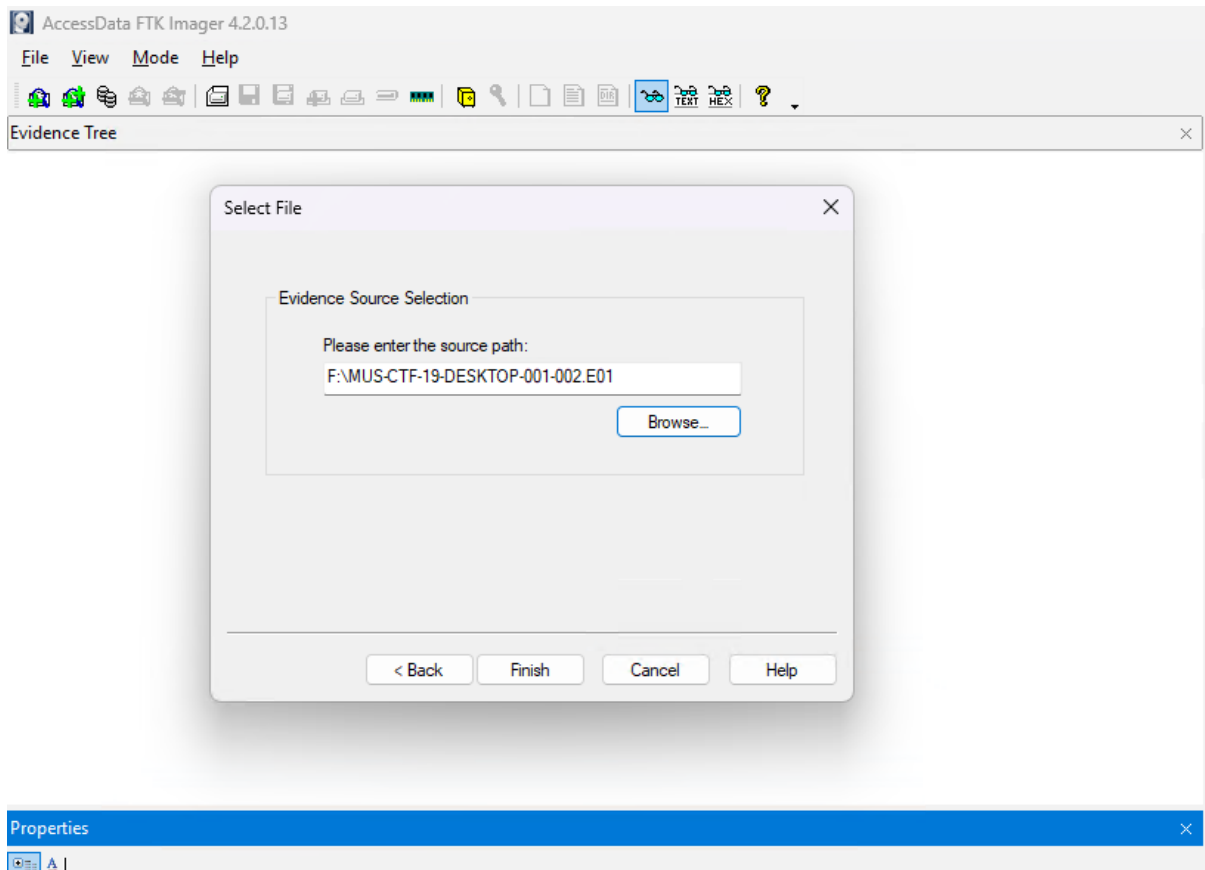 AccessData FTK Imager 4.2.0.13
File View Mode Help
TEXT HEX DIR
Evidence Tree
Select File
Evidence Source Selection
Please enter the source path:
F:\MUS-CTF-19-DESKTOP-001-002.E01
Browse...
< Back Finish Cancel Help
Properties
A